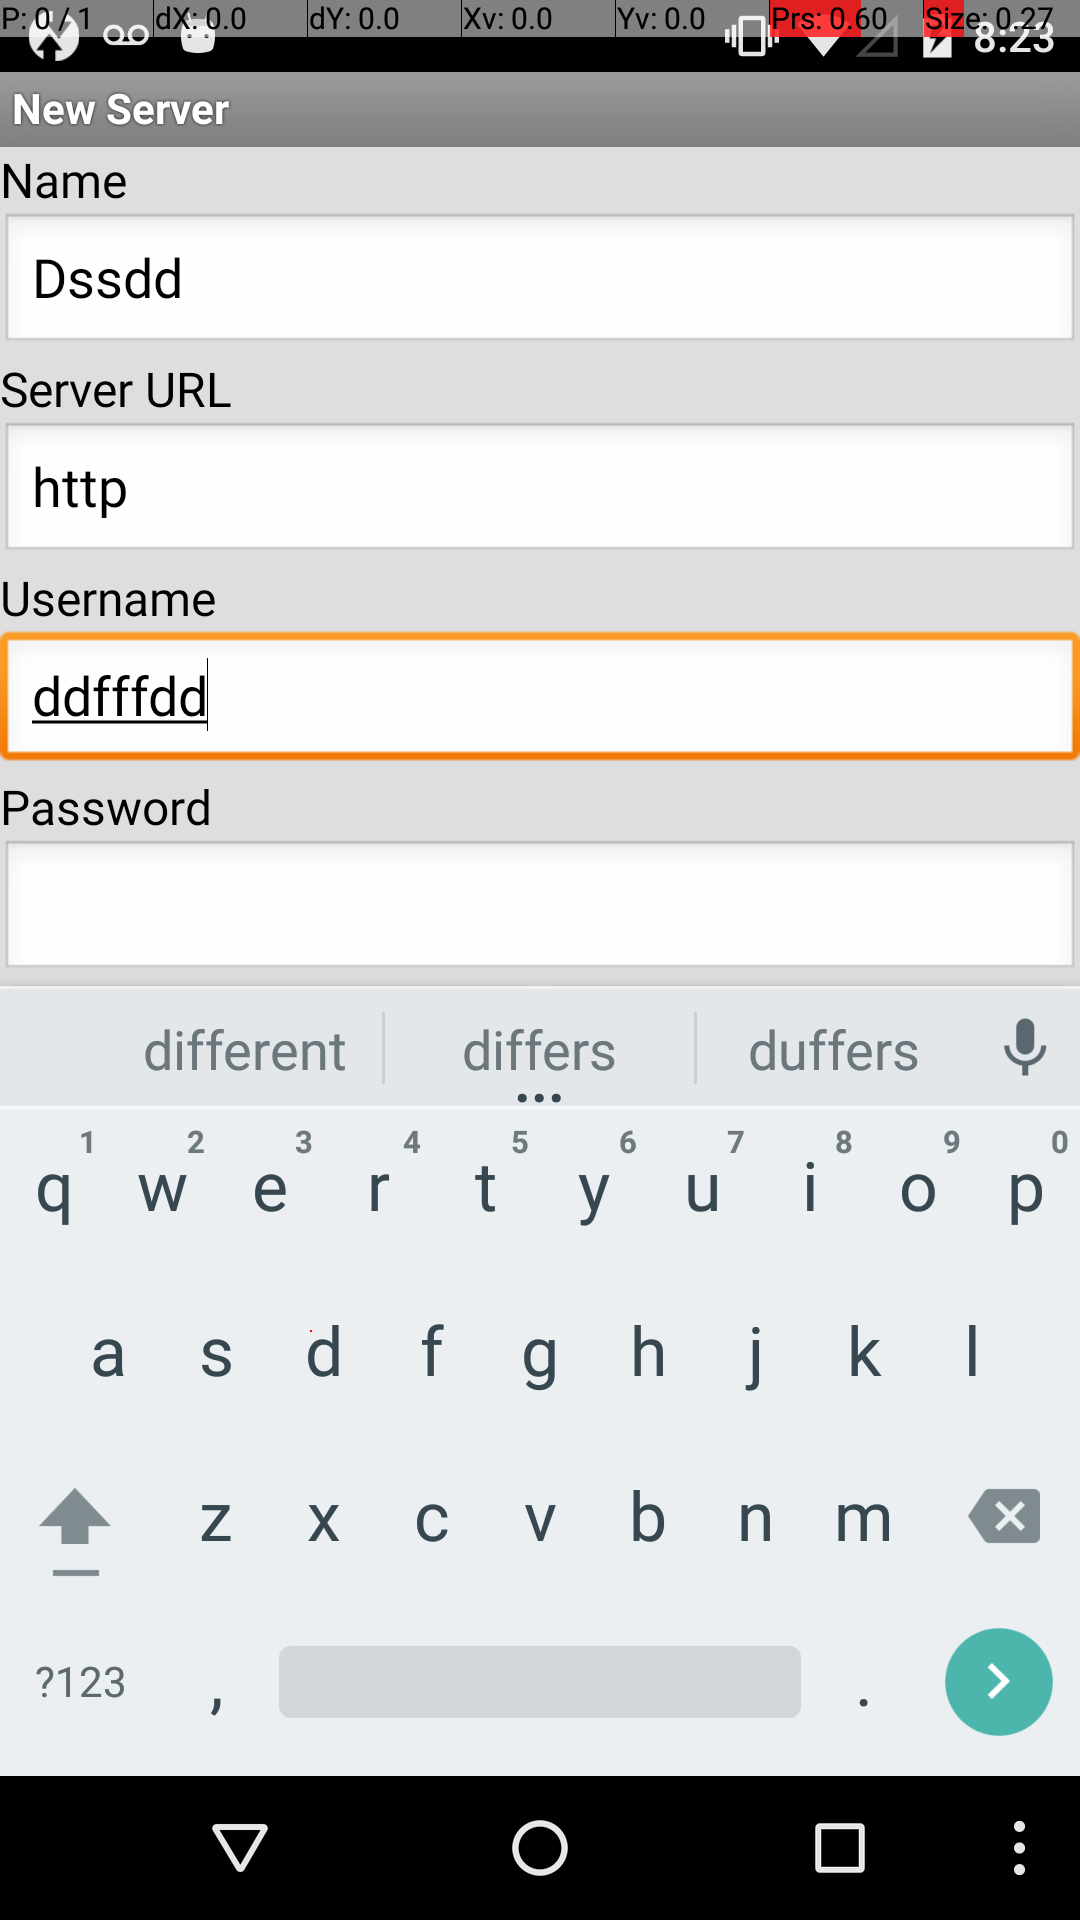 P: 0 / 1 dX: 0.0 dY: 0.0 Xv: 0.0 Yv: 0.0 Prs: 0.60 Size: 0.27
8:23
New Server
Name
Dssdd
Server URL
http
Username
ddfffdd
Password
different differs duffers
1 2 3 4 5 6 7 8 9 0
q w e r t y u i o p
a s d f g h j k l
z x c v b n m
?123 , .